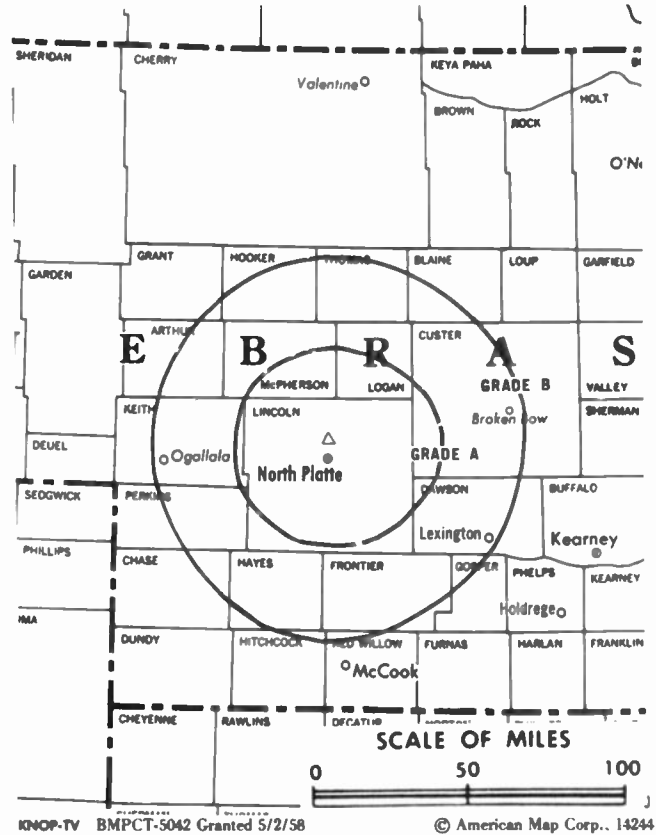 SHERIDAN CHERRY KEYA PAHA
Valentine
BROWN ROCK HOLT
GRANT HOOKER THOMAS BLAINE LOUP GARFIELD
GARDEN
ARTHUR CUSTER
E B R A S
McPHERSON LOGAN GRADE B VALLEY
KEITH LINCOLN Broken Bow SHERMAN
DEUEL Ogallala GRADE A
North Platte
SEDGWICK PERKINS DAWSON BUFFALO
PHILLIPS Lexington Kearney
CHASE HAYES FRONTIER GOSPER PHELPS KEARNEY
Holdrege
DUNDY HITCHCOCK RED WILLOW FURNAS HARLAN FRANKLIN
McCook
CHEYENNE RAWLINS DECATUR NORTON
SCALE OF MILES
0 50 100
KNOP-TV BMPCT-5042 Granted 5/2/58 © American Map Corp., 14244